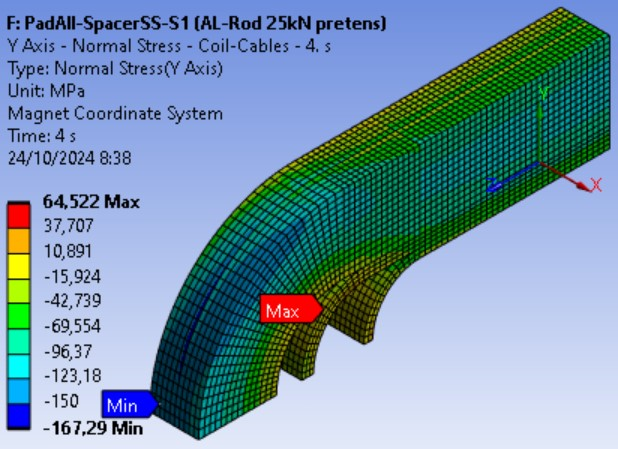 F: PadAll-SpacerSS-S1 (AL-Rod 25kN pretens)
Y Axis - Normal Stress - Coil-Cables - 4. s
Type: Normal Stress(Y Axis)
Unit: MPa
Magnet Coordinate System
Time: 4 s
24/10/2024 8:38
64,522 Max
37,707
10,891
-15,924
-42,739
-69,554
-96,37
-123,18
-150
-167,29 Min
Max
Min
Y
Z
X